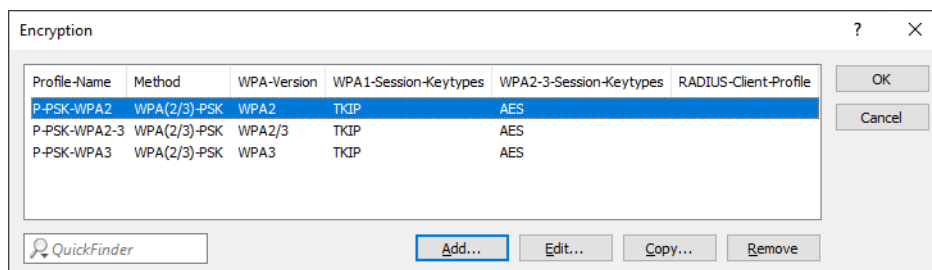 Encryption ? ✕
Profile-Name Method WPA-Version WPA1-Session-Keytypes WPA2-3-Session-Keytypes RADIUS-Client-Profile
P-PSK-WPA2 WPA(2/3)-PSK WPA2 TKIP AES
P-PSK-WPA2-3 WPA(2/3)-PSK WPA2/3 TKIP AES
P-PSK-WPA3 WPA(2/3)-PSK WPA3 TKIP AES
OK
Cancel
QuickFinder Add... Edit... Copy... Remove